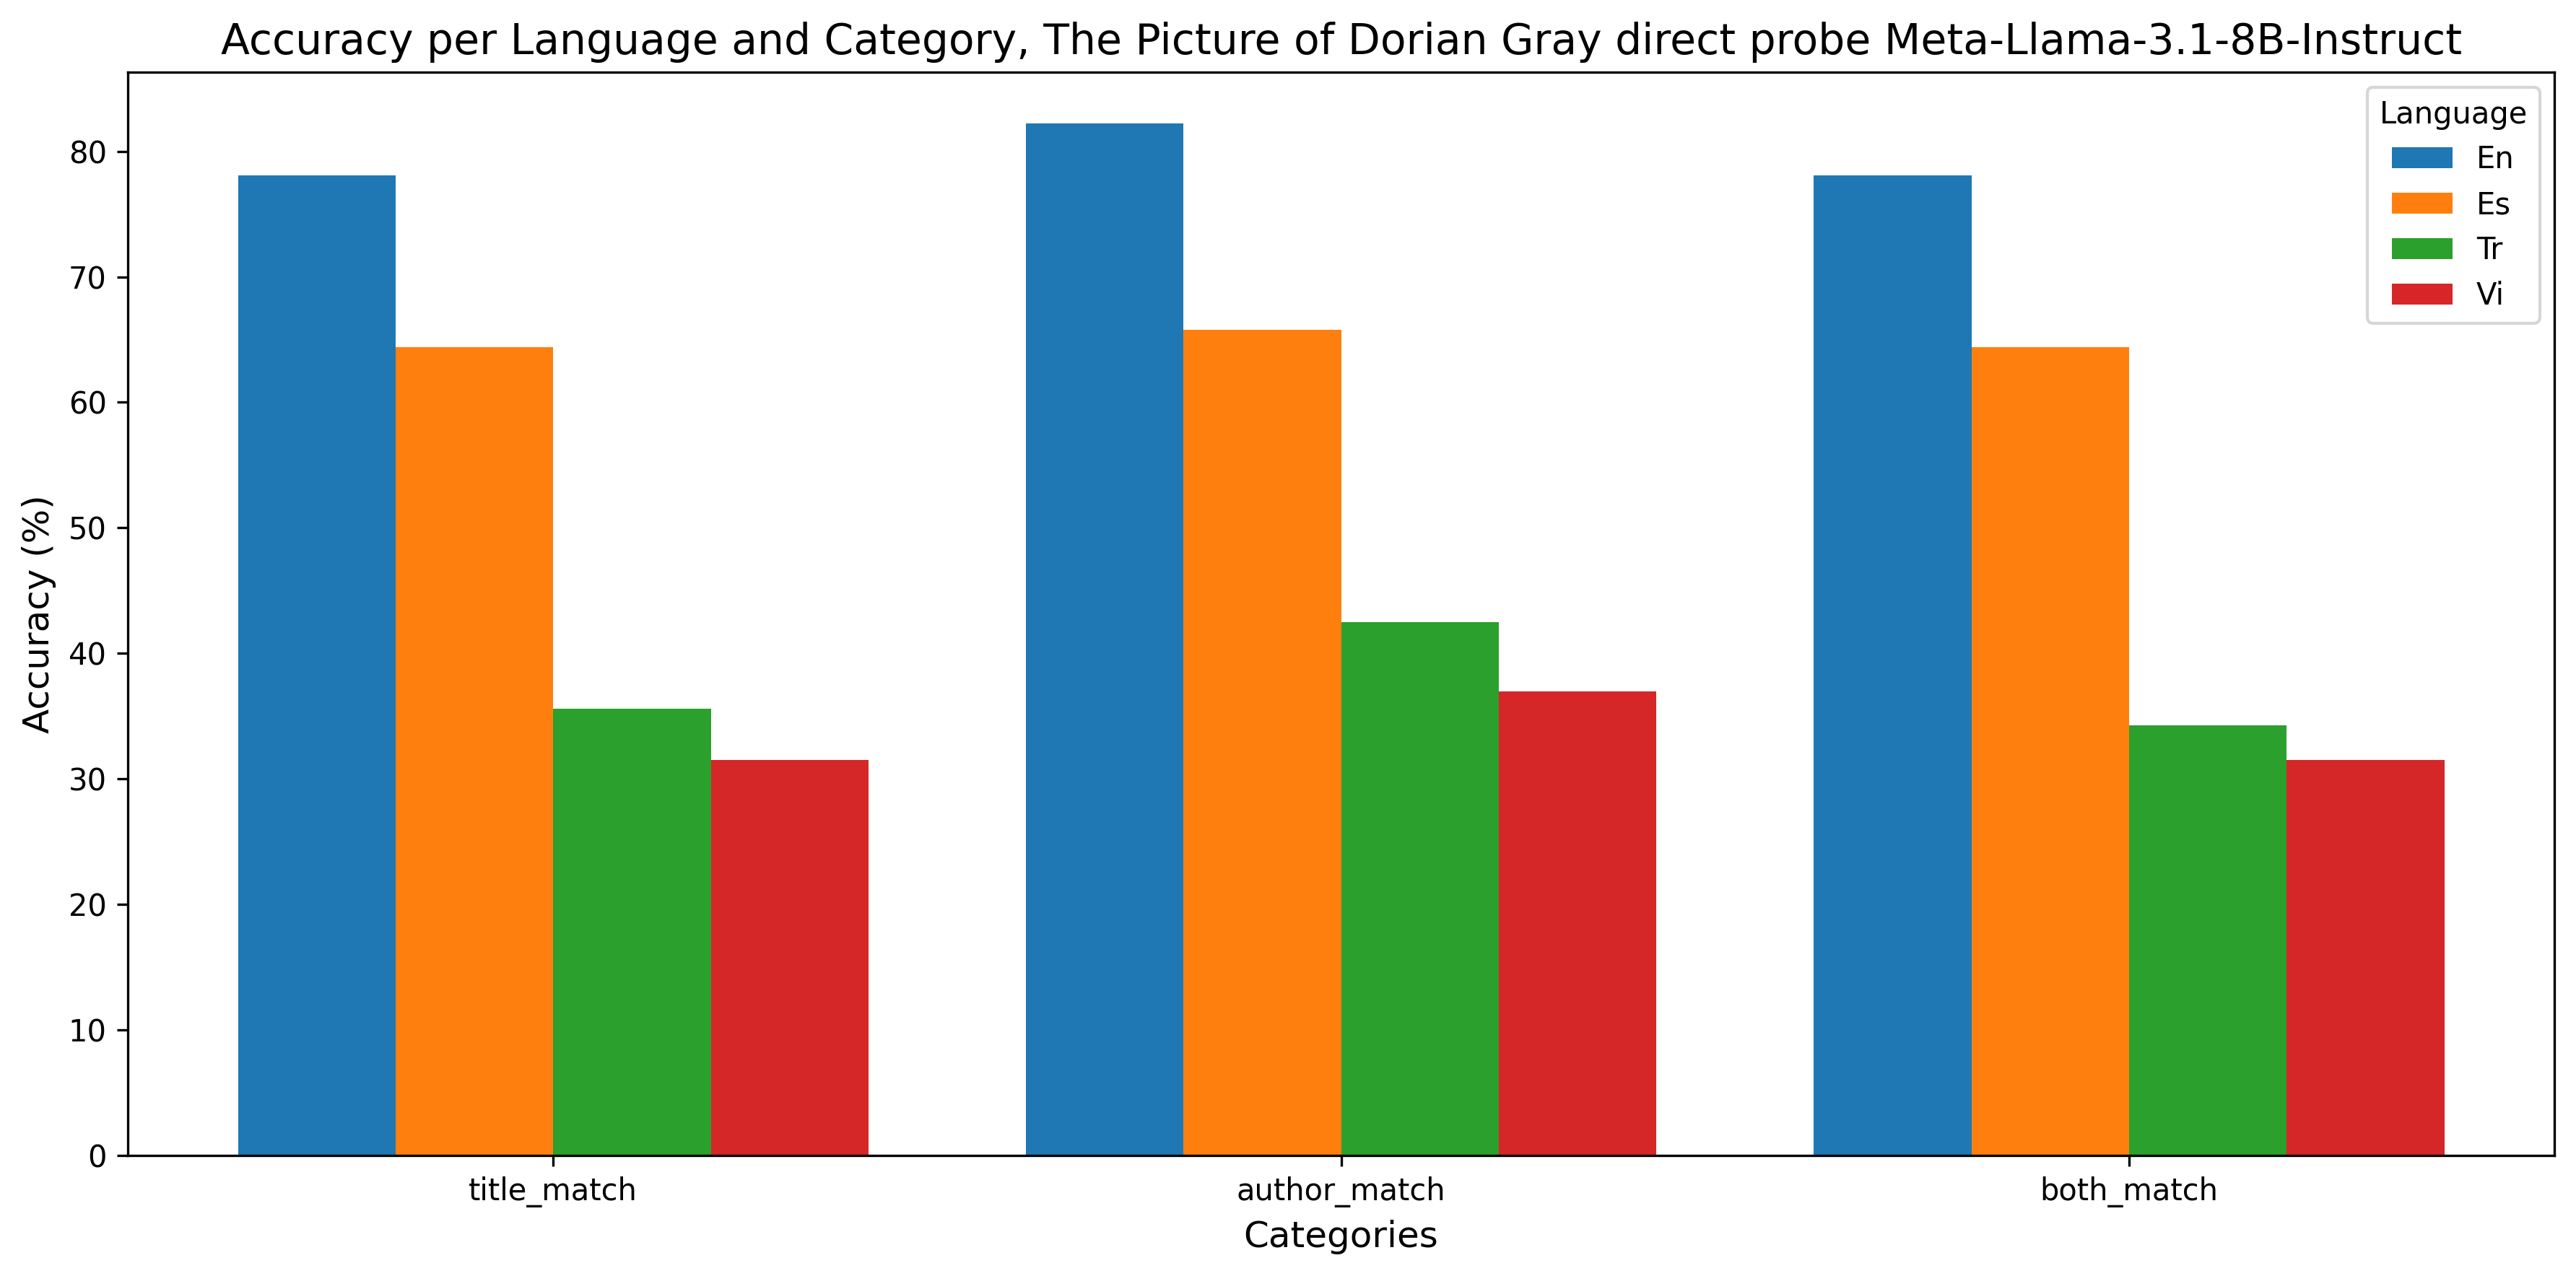 Accuracy per Language and Category, The Picture of Dorian Gray direct probe Meta-Llama-3.1-8B-Instruct
Language
En
Es
Tr
Vi
Accuracy (%)
80
70
60
50
40
30
20
10
0
title_match
author_match
both_match
Categories